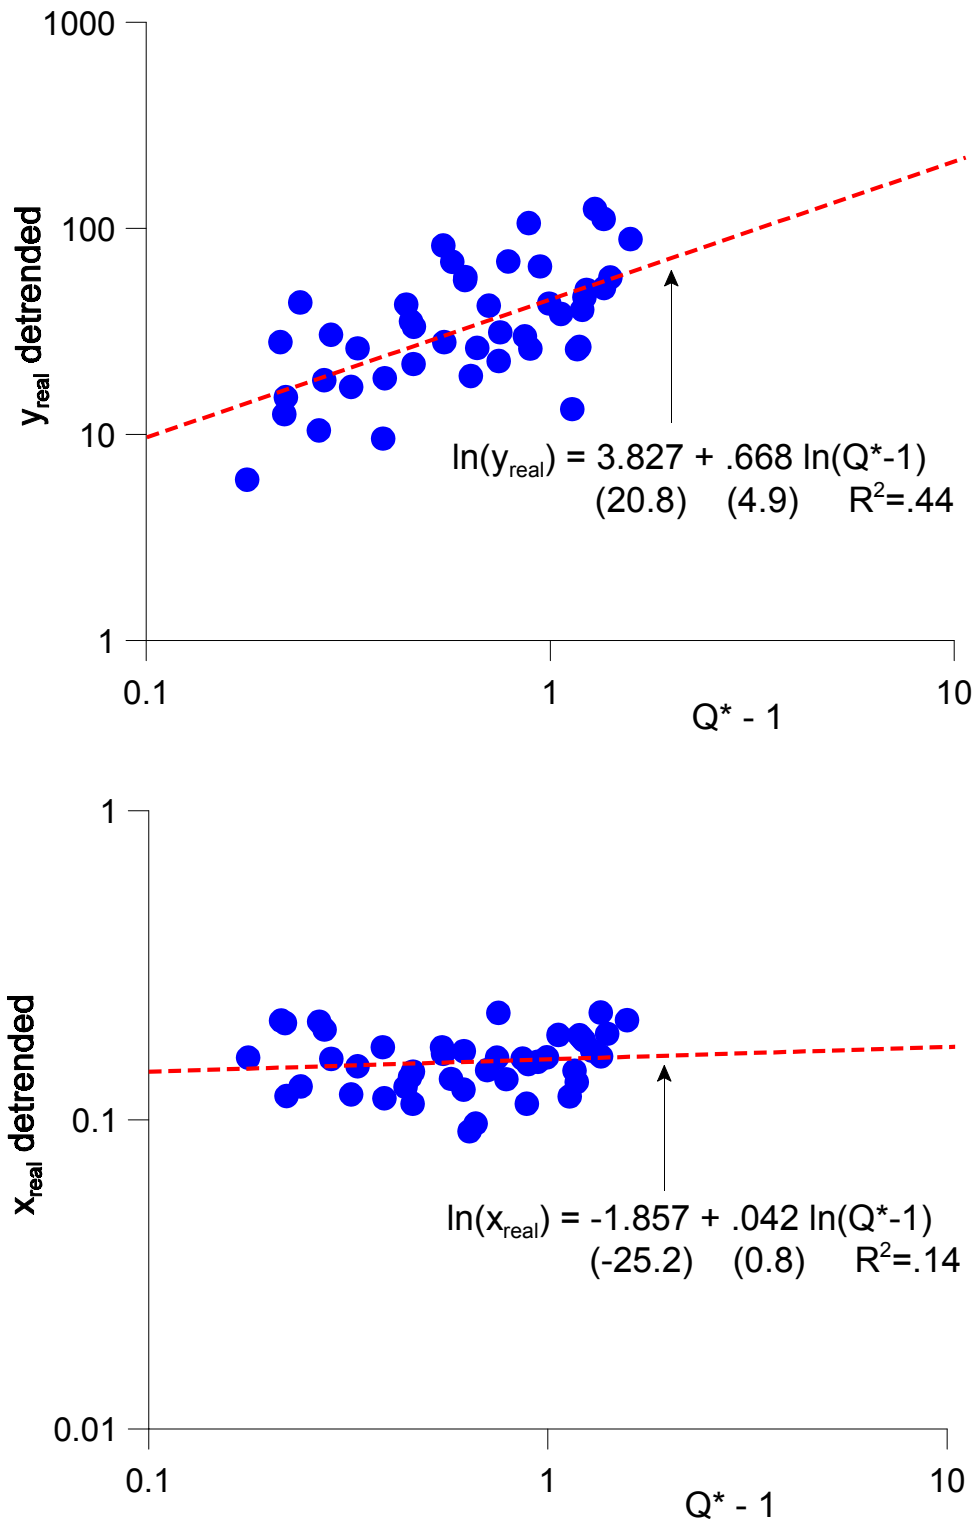 1000
100
10
1
y_real detrended
ln(y_real) = 3.827 + .668 ln(Q*-1)
(20.8) (4.9) R²=.44
0.1 1 10
Q* - 1
1
0.1
0.01
x_real detrended
ln(x_real) = -1.857 + .042 ln(Q*-1)
(-25.2) (0.8) R²=.14
0.1 1 10
Q* - 1